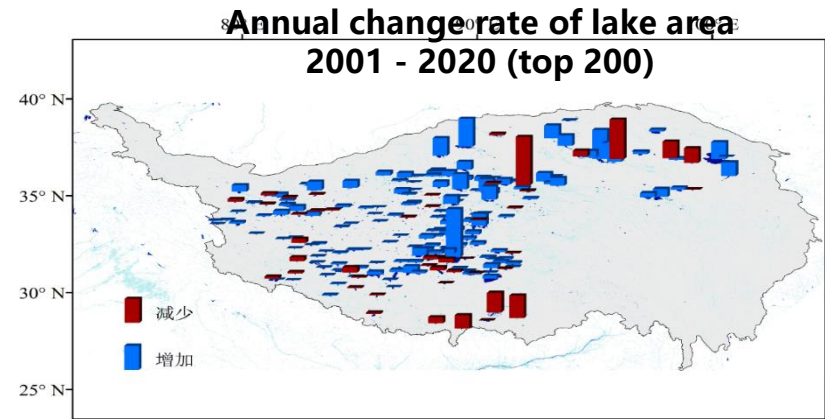 Annual change rate of lake area
2001 - 2020 (top 200)
40° N
35° N
30° N
25° N
减少
增加